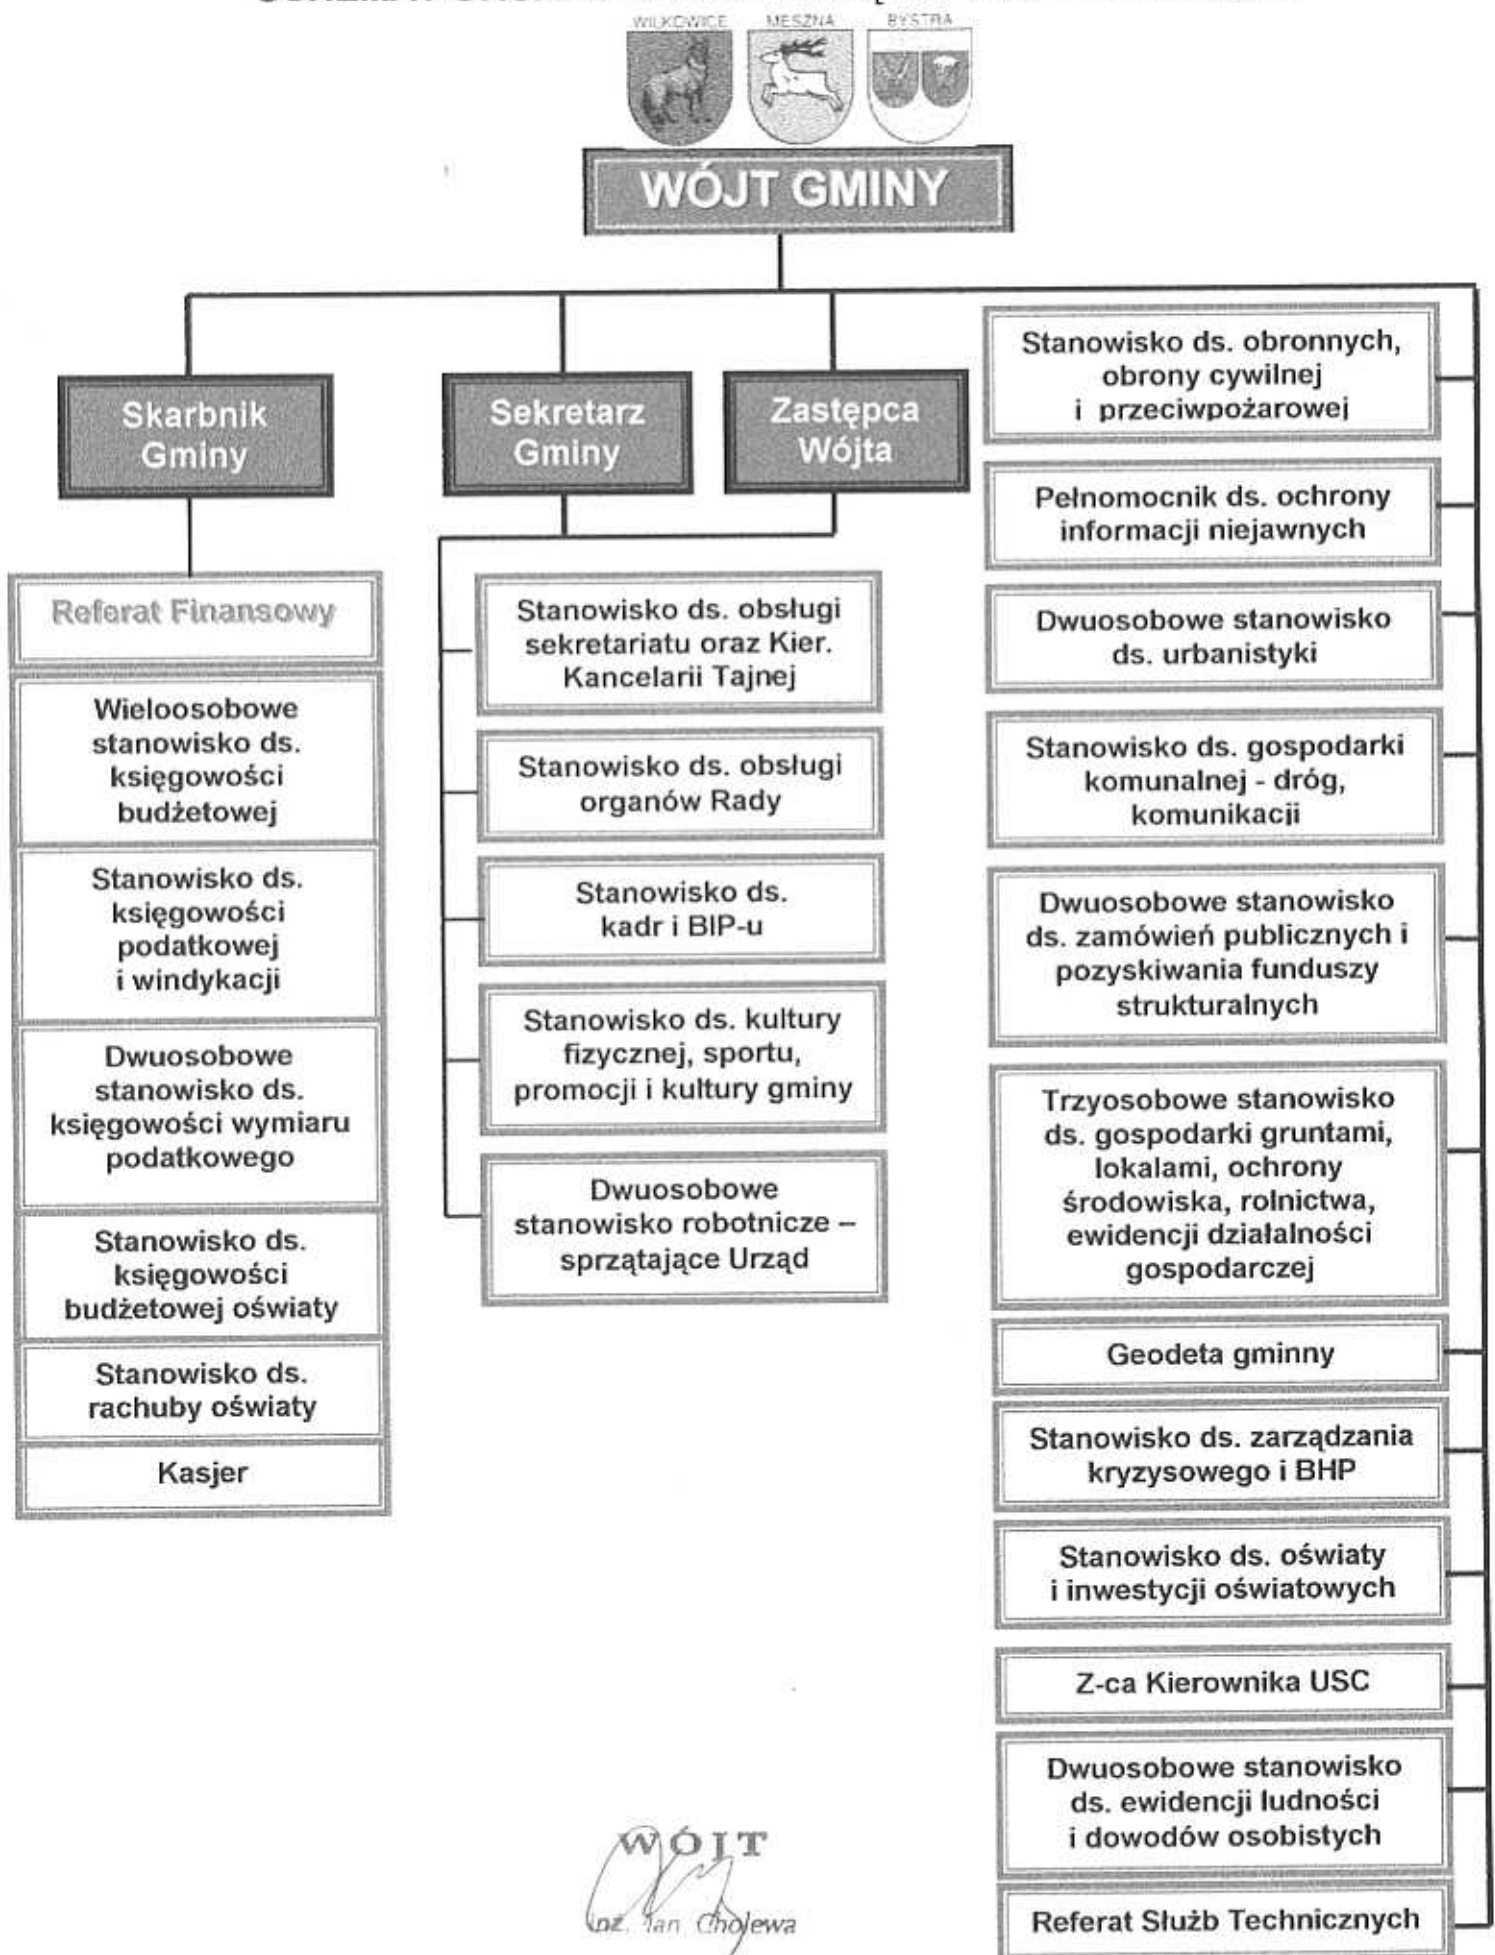 WILKOWICE MESZNA BYSTRA
WÓJT GMINY
Skarbnik
Gminy
Sekretarz
Gminy
Zastępca
Wójta
Referat Finansowy
Wieloosobowe
stanowisko ds.
księgowości
budżetowej
Stanowisko ds.
księgowości
podatkowej
i windykacji
Dwuosobowe
stanowisko ds.
księgowości wymiaru
podatkowego
Stanowisko ds.
księgowości
budżetowej oświaty
Stanowisko ds.
rachuby oświaty
Kasjer
Stanowisko ds. obsługi
sekretariatu oraz Kier.
Kancelarii Tajnej
Stanowisko ds. obsługi
organów Rady
Stanowisko ds.
kadr i BIP-u
Stanowisko ds. kultury
fizycznej, sportu,
promocji i kultury gminy
Dwuosobowe
stanowisko robotnicze –
sprzątające Urząd
Stanowisko ds. obronnych,
obrony cywilnej
i przeciwpożarowej
Pełnomocnik ds. ochrony
informacji niejawnych
Dwuosobowe stanowisko
ds. urbanistyki
Stanowisko ds. gospodarki
komunalnej - dróg,
komunikacji
Dwuosobowe stanowisko
ds. zamówień publicznych i
pozyskiwania funduszy
strukturalnych
Trzyosobowe stanowisko
ds. gospodarki gruntami,
lokalami, ochrony
środowiska, rolnictwa,
ewidencji działalności
gospodarczej
Geodeta gminny
Stanowisko ds. zarządzania
kryzysowego i BHP
Stanowisko ds. oświaty
i inwestycji oświatowych
Z-ca Kierownika USC
Dwuosobowe stanowisko
ds. ewidencji ludności
i dowodów osobistych
Referat Służb Technicznych
WÓJT
inż. Jan Cholewa